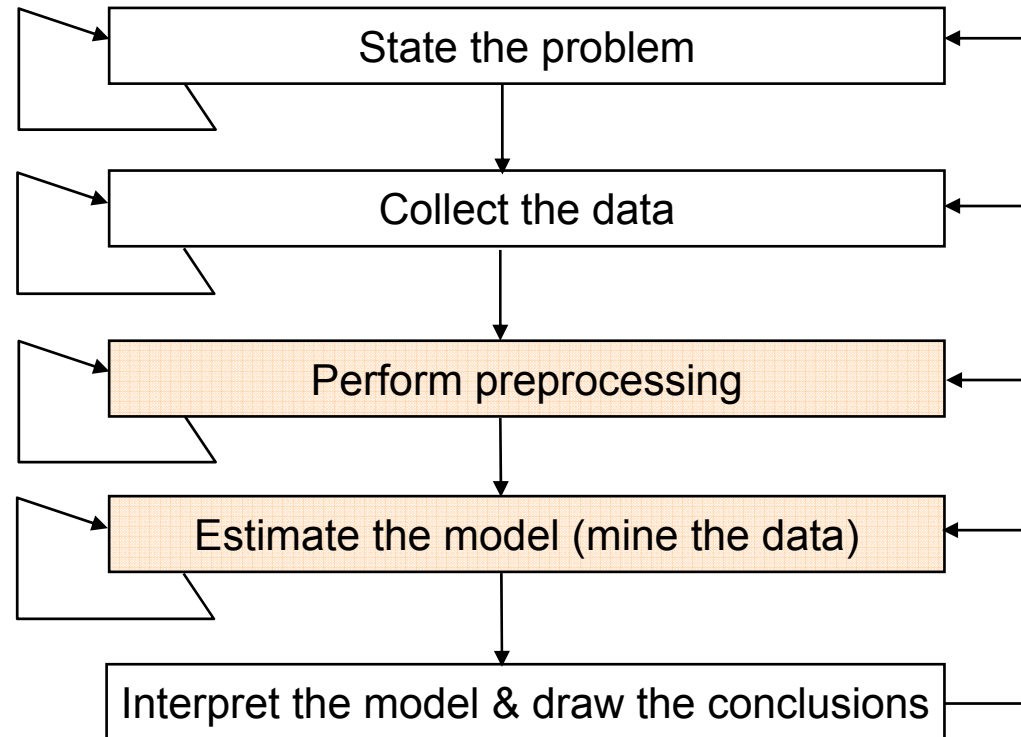 State the problem
Collect the data
Perform preprocessing
Estimate the model (mine the data)
Interpret the model & draw the conclusions